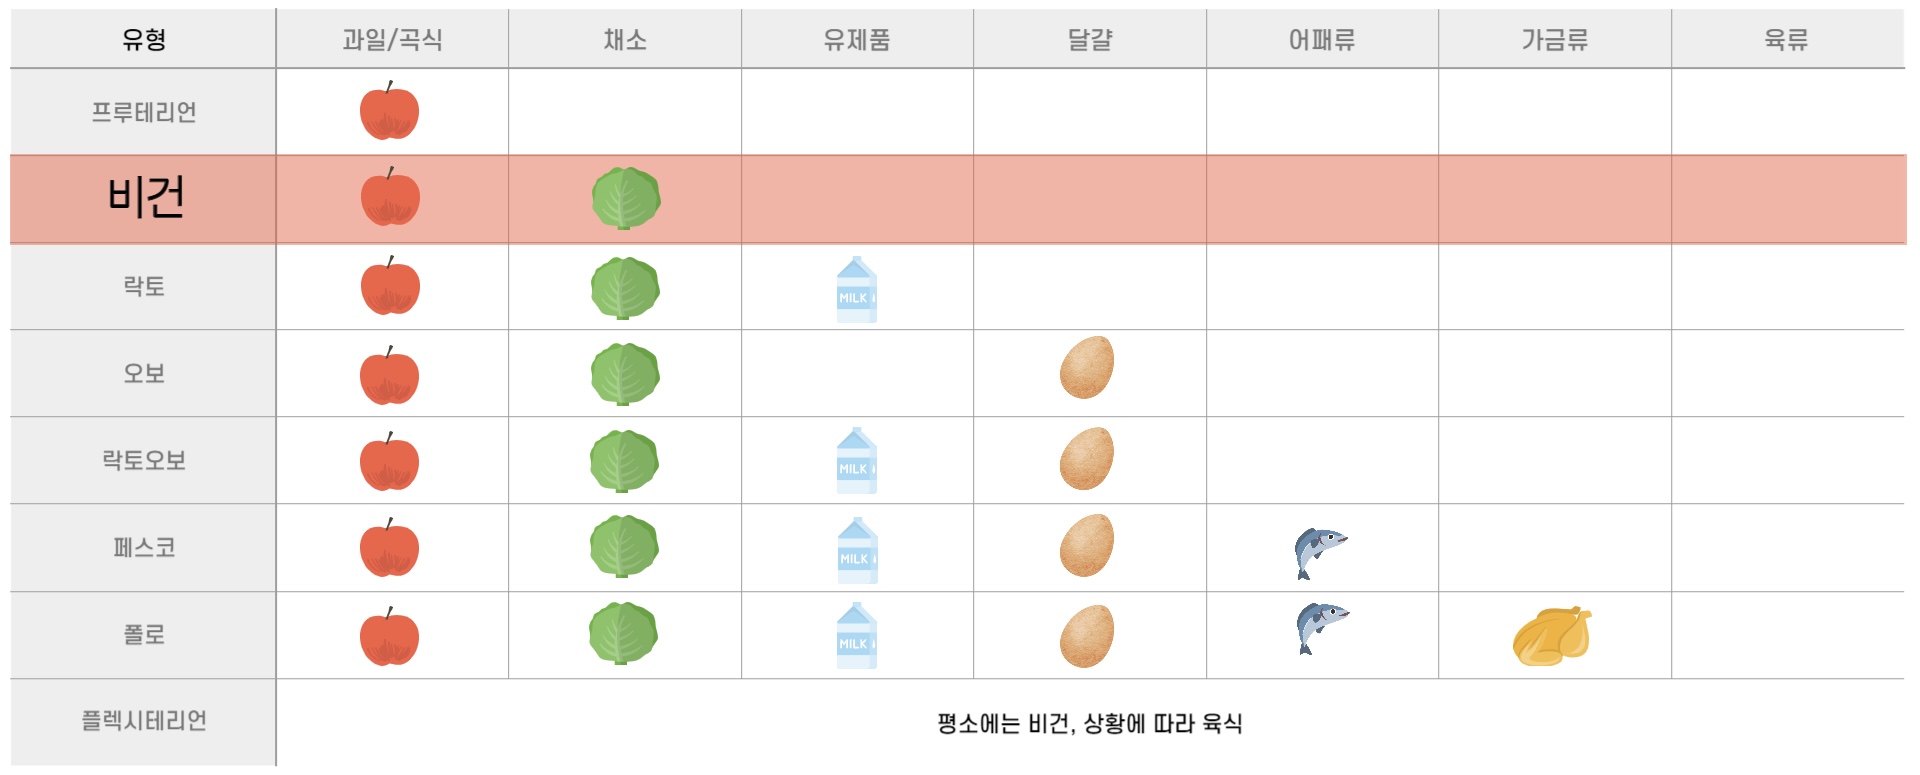 유형 과일/곡식 채소 유제품 달걀 어패류 가금류 육류
프루테리언
비건
락토
MILK
오보
락토오보
MILK
페스코
MILK
폴로
MILK
플렉시테리언
평소에는 비건, 상황에 따라 육식